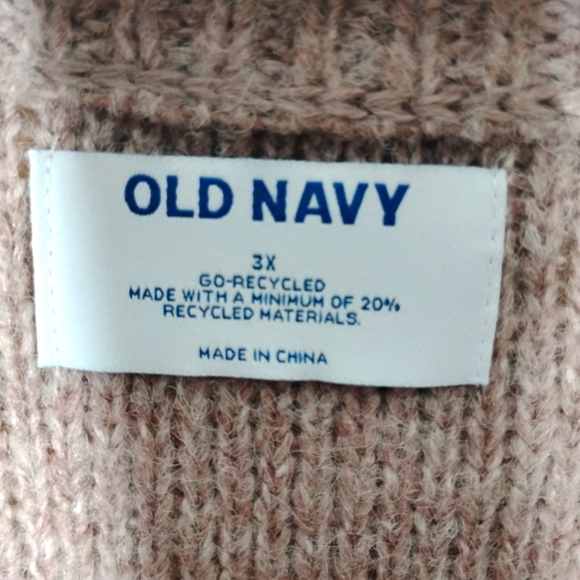 OLD NAVY
3X
GO-RECYCLED
MADE WITH A MINIMUM OF 20%
RECYCLED MATERIALS.
MADE IN CHINA